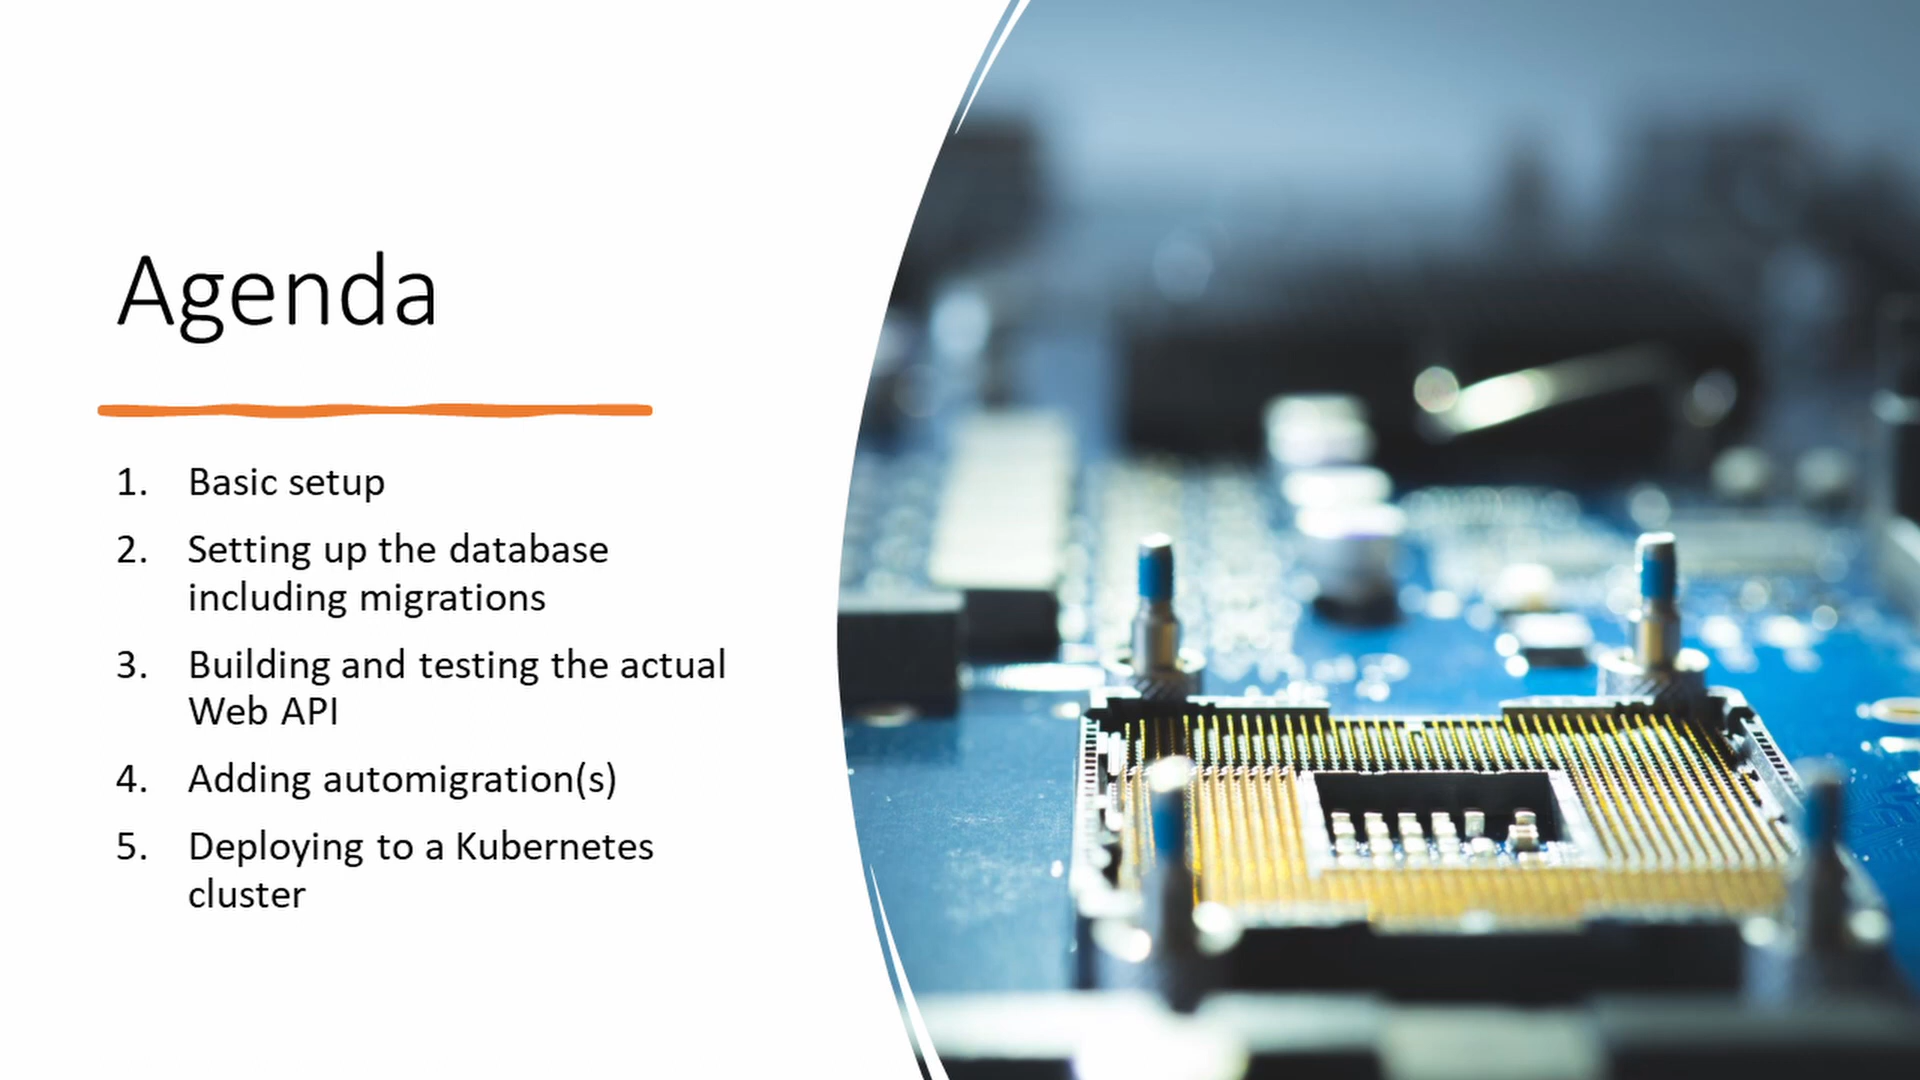 Agenda
1. Basic setup
2. Setting up the database
including migrations
3. Building and testing the actual
Web API
4. Adding automigration(s)
5. Deploying to a Kubernetes
cluster